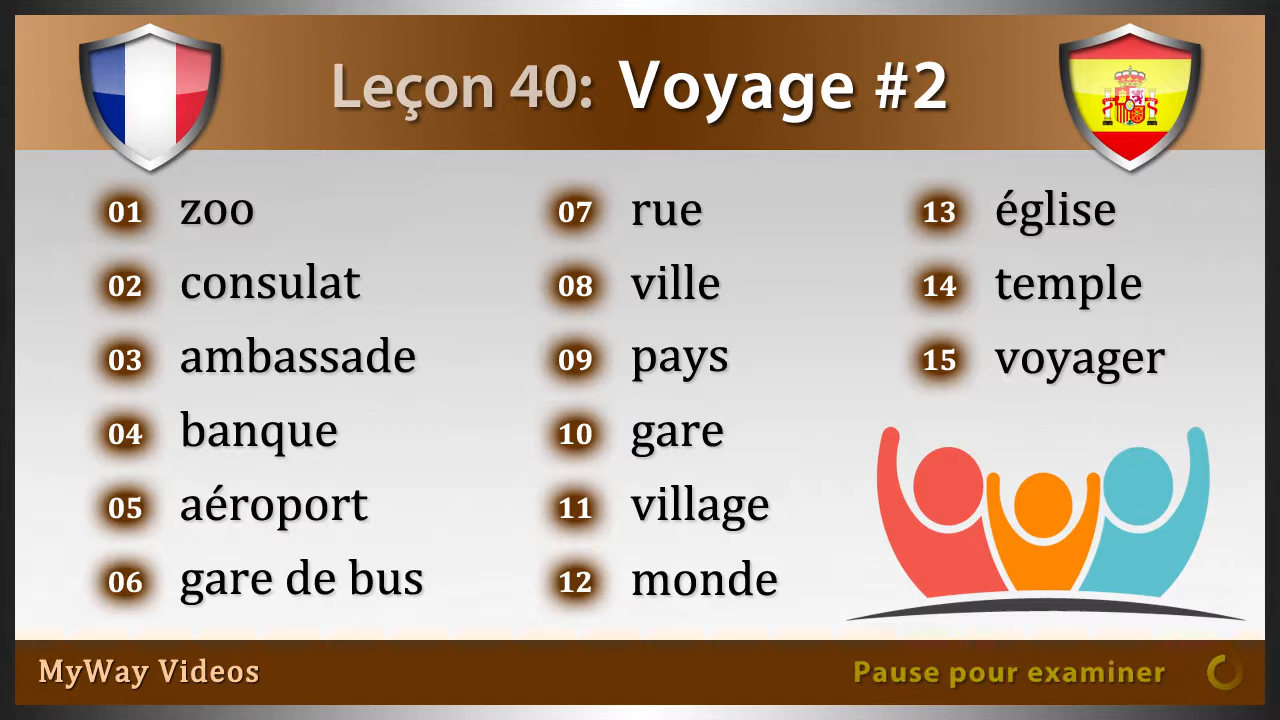 Leçon 40: Voyage #2
01 zoo
02 consulat
03 ambassade
04 banque
05 aéroport
06 gare de bus
07 rue
08 ville
09 pays
10 gare
11 village
12 monde
13 église
14 temple
15 voyager
MyWay Videos
Pause pour examiner